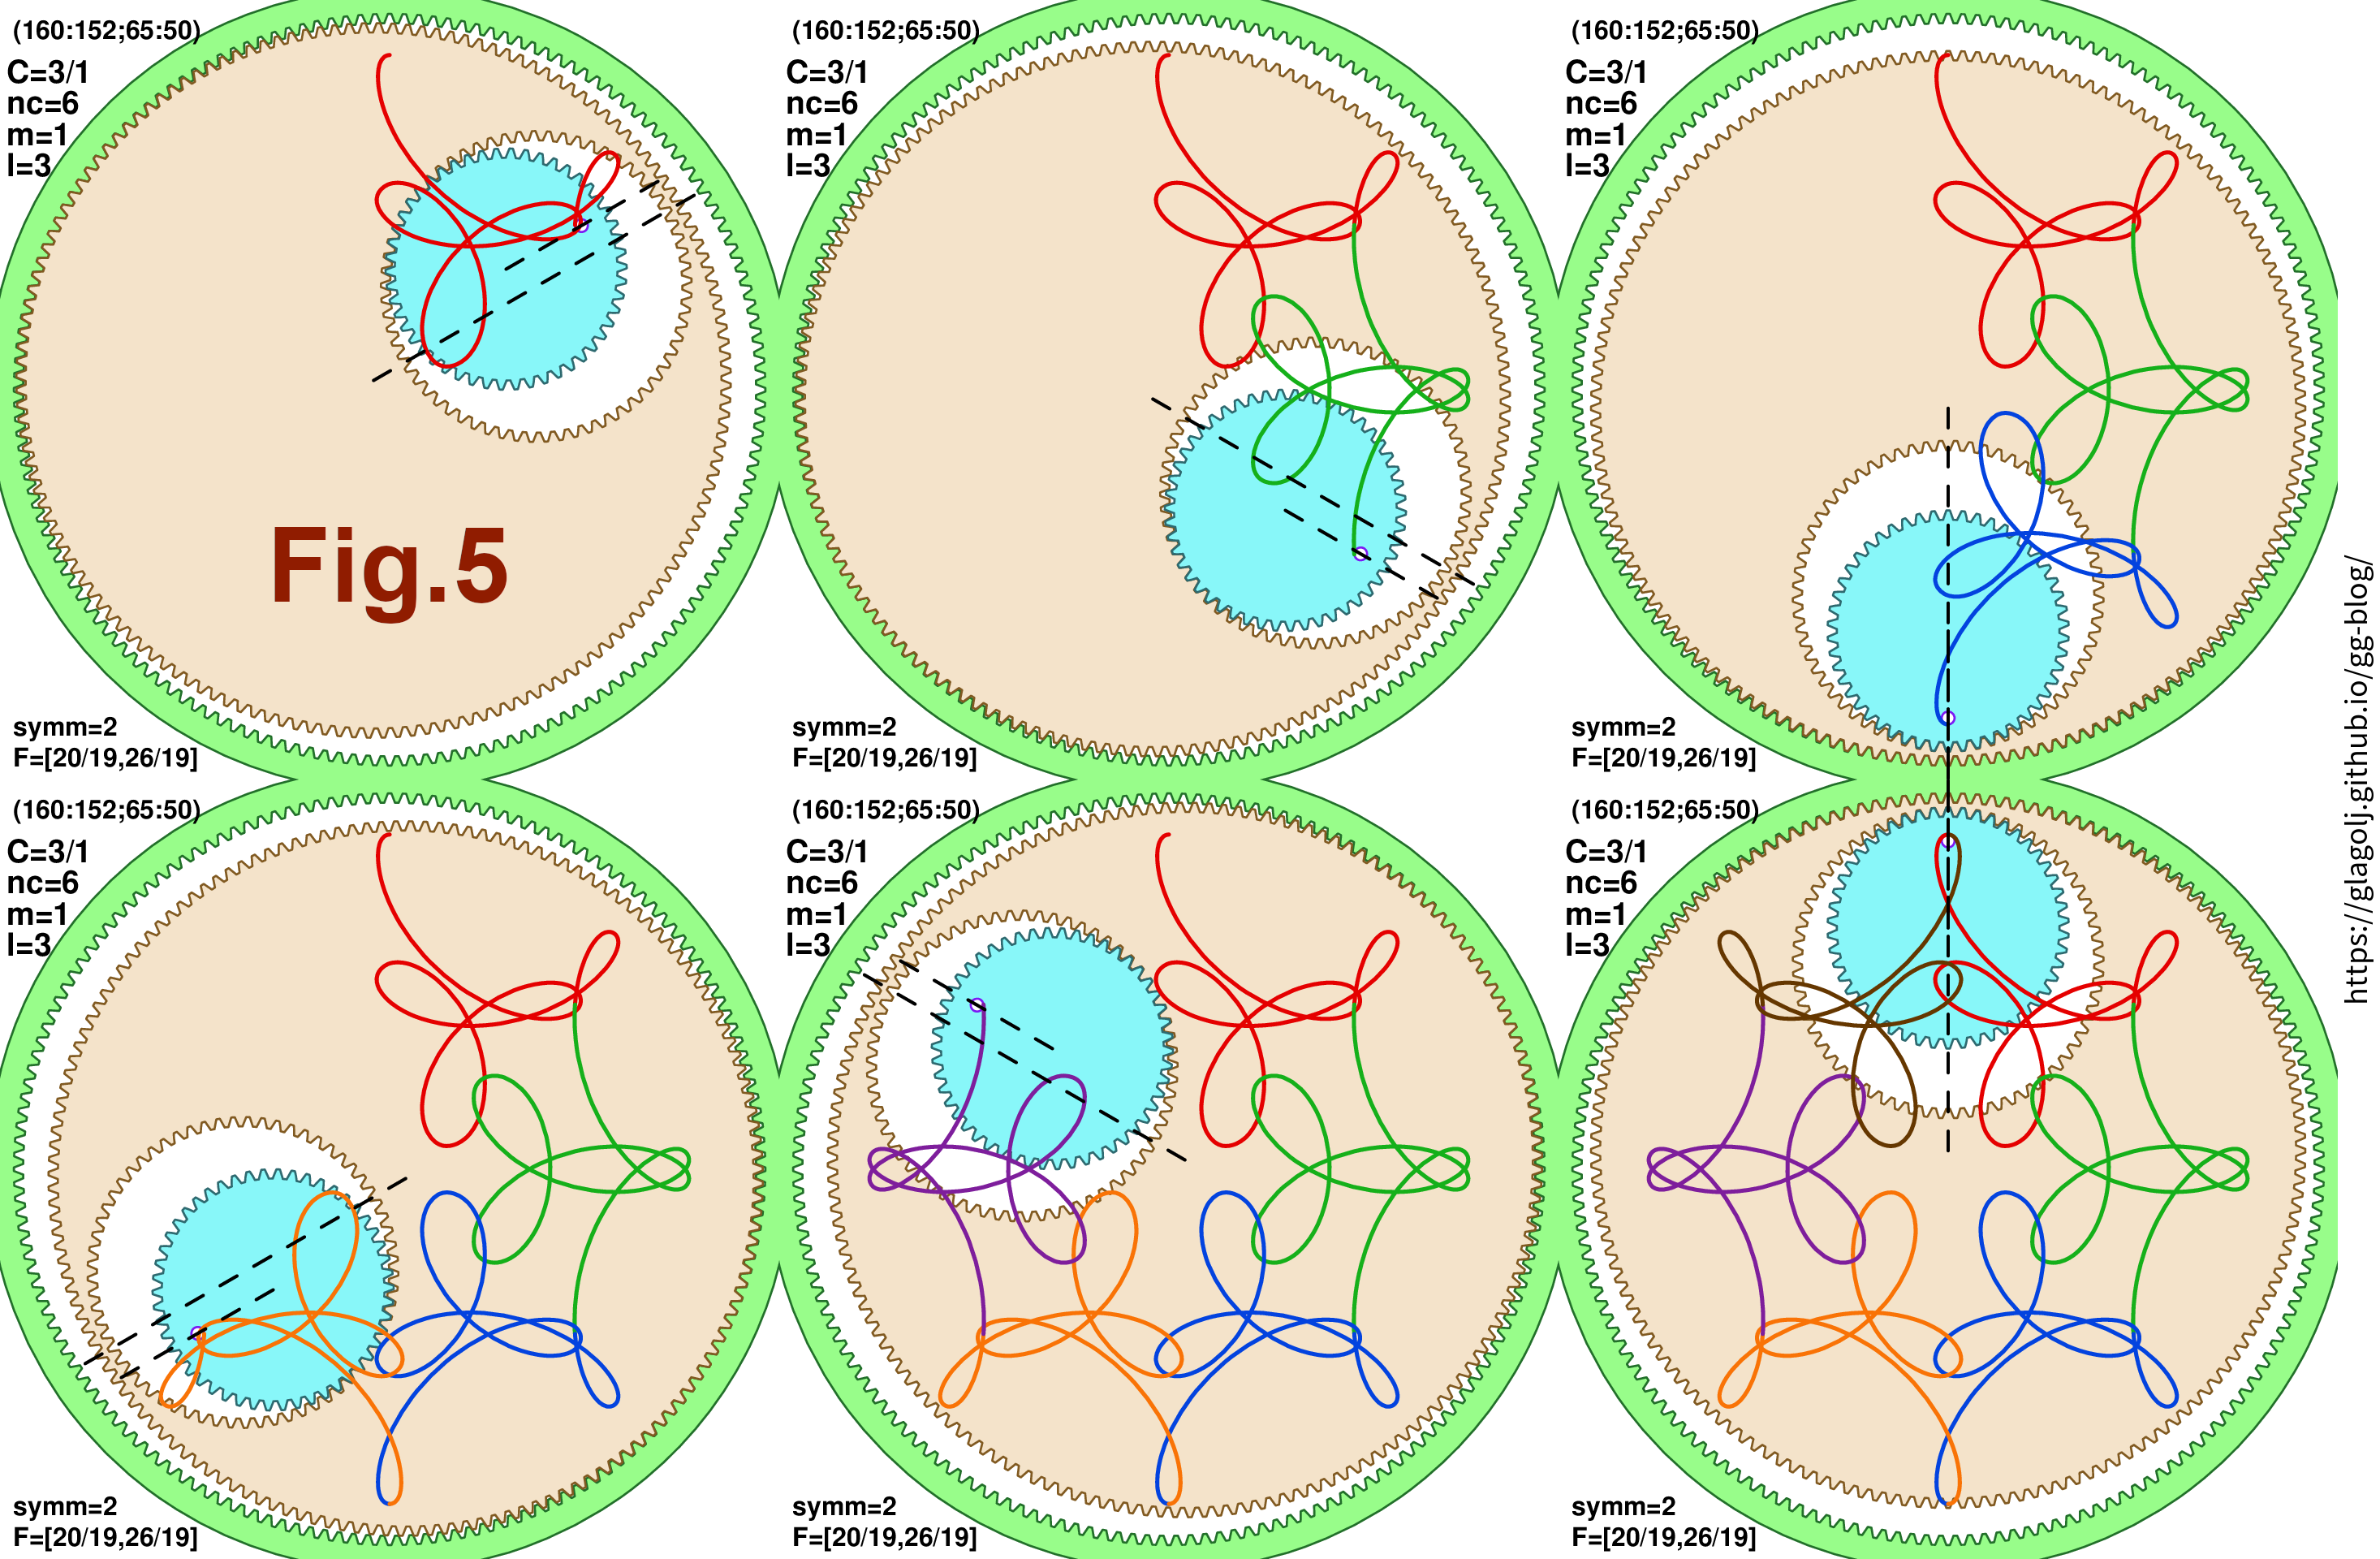 (160:152;65:50)
C=3/1
nc=6
m=1
l=3
Fig.5
symm=2
F=[20/19,26/19]
(160:152;65:50)
C=3/1
nc=6
m=1
l=3
symm=2
F=[20/19,26/19]
(160:152;65:50)
C=3/1
nc=6
m=1
l=3
symm=2
F=[20/19,26/19]
(160:152;65:50)
C=3/1
nc=6
m=1
l=3
symm=2
F=[20/19,26/19]
(160:152;65:50)
C=3/1
nc=6
m=1
l=3
symm=2
F=[20/19,26/19]
(160:152;65:50)
C=3/1
nc=6
m=1
l=3
symm=2
F=[20/19,26/19]
https://glagolj.github.io/gg-blog/